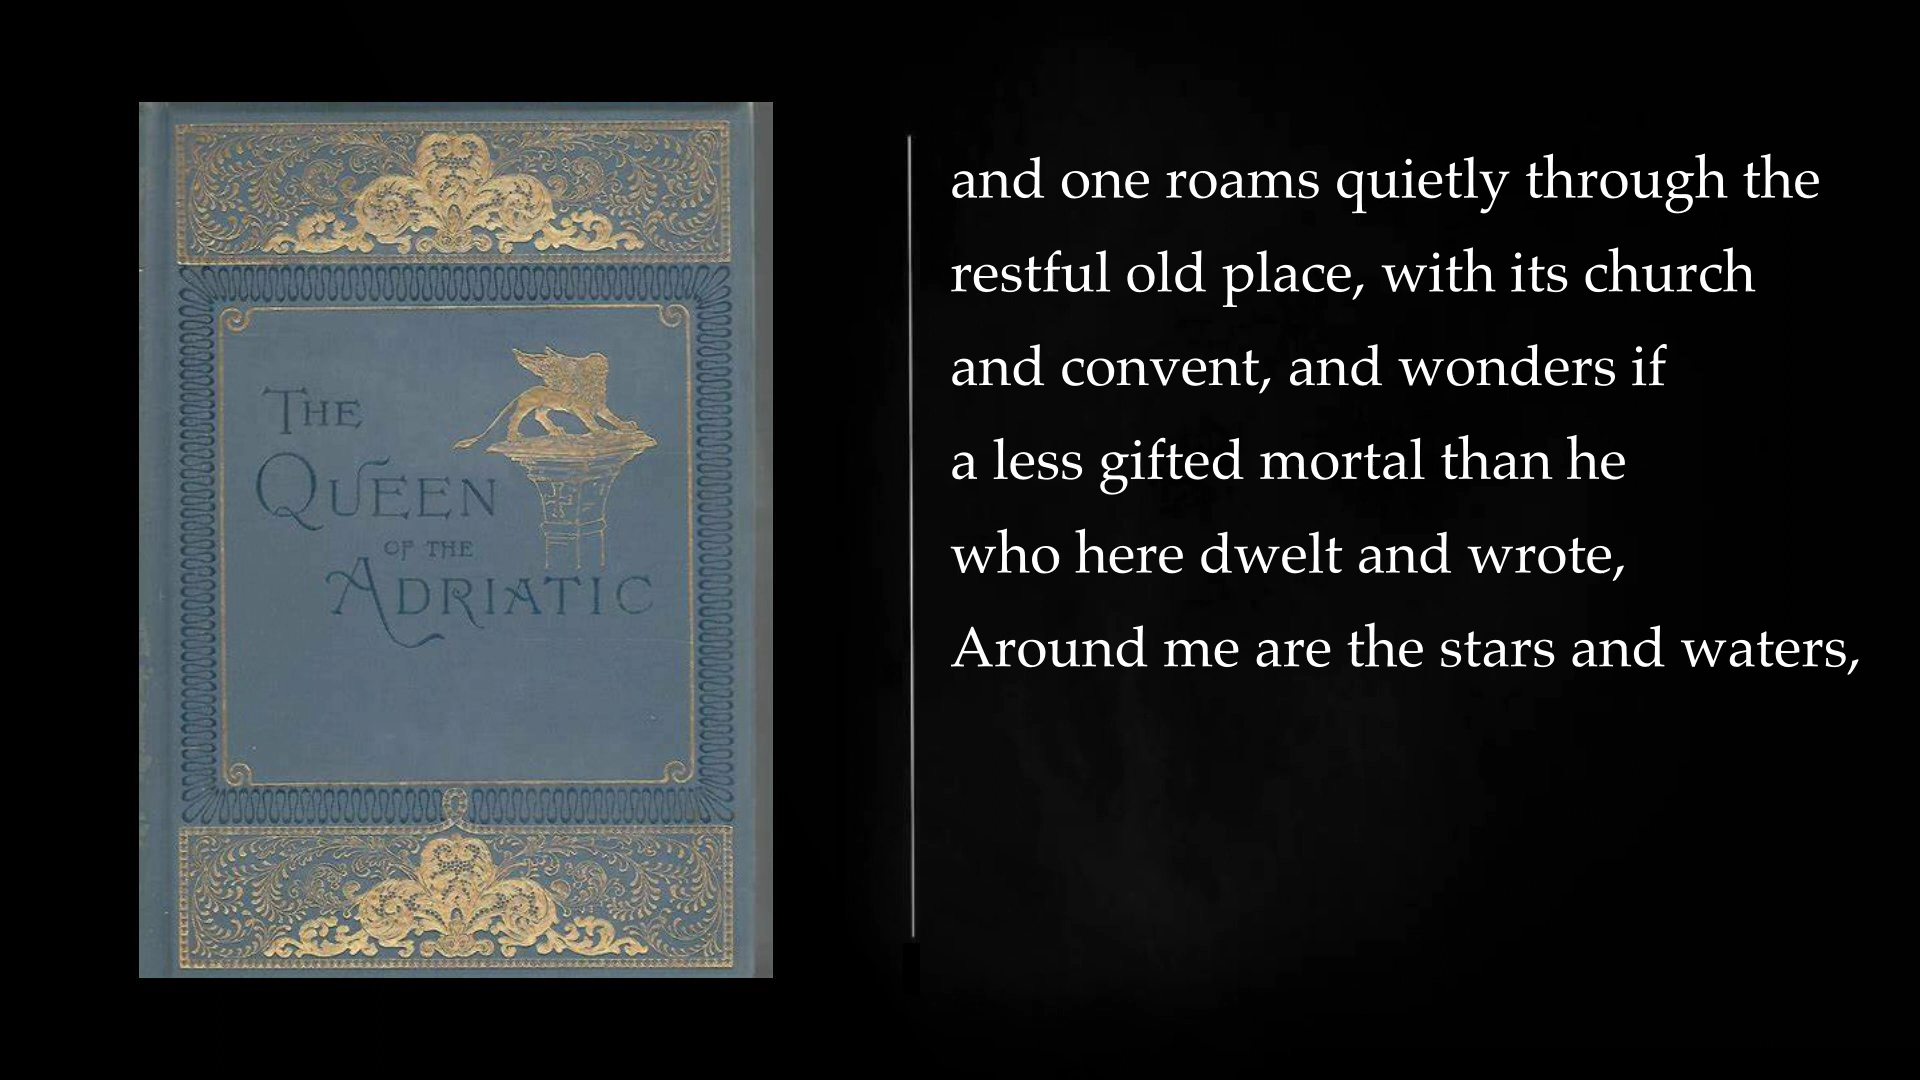 The
Queen
of the
Adriatic
and one roams quietly through the
restful old place, with its church
and convent, and wonders if
a less gifted mortal than he
who here dwelt and wrote,
Around me are the stars and waters,